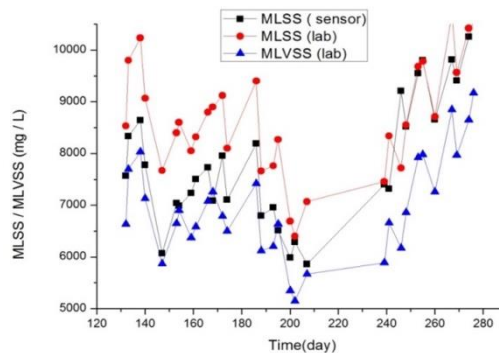 MLSS ( sensor)
MLSS (lab)
MLVSS (lab)
MLSS / MLVSS (mg / L)
10000
9000
8000
7000
6000
5000
120 140 160 180 200 220 240 260 280
Time(day)